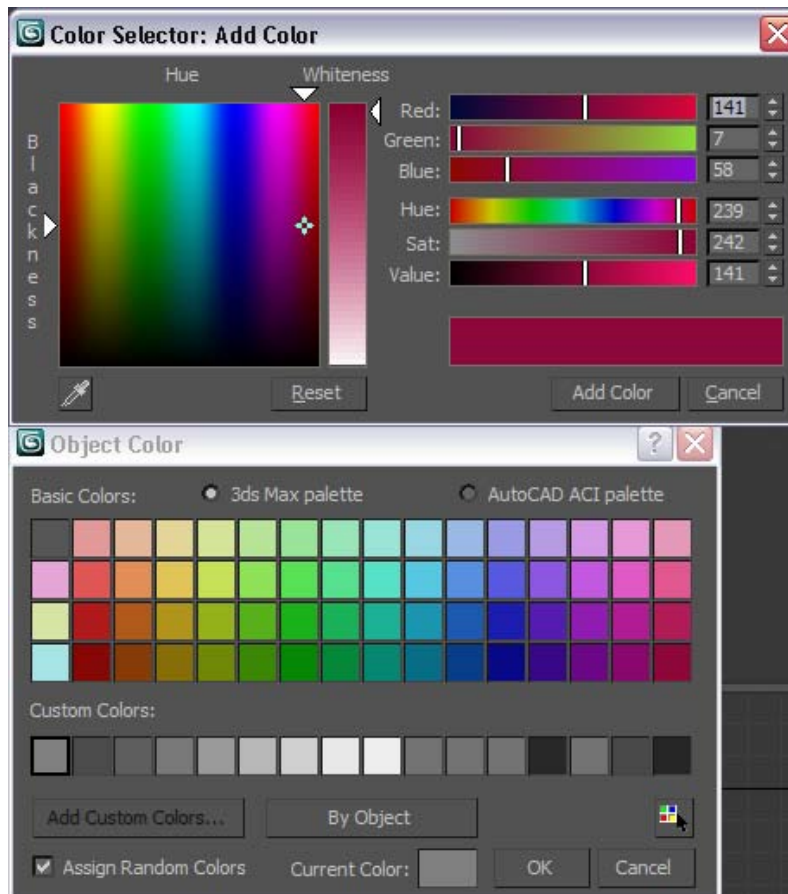 Color Selector: Add Color
Hue Whiteness
Blackness
Red: 141
Green: 7
Blue: 58
Hue: 239
Sat: 242
Value: 141
Reset Add Color Cancel
Object Color
Basic Colors: 3ds Max palette AutoCAD ACI palette
Custom Colors:
Add Custom Colors... By Object
Assign Random Colors Current Color: OK Cancel